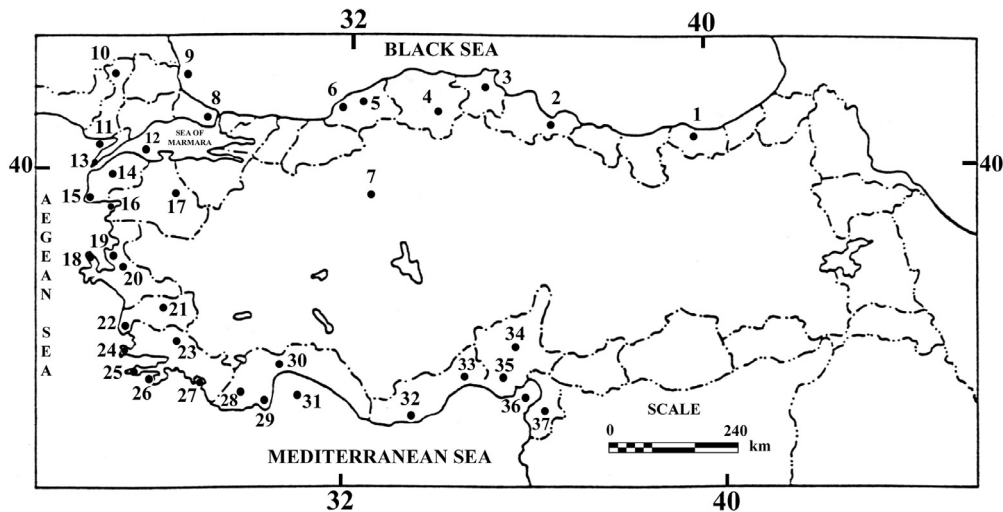 32 40
BLACK SEA
10 9
6 5 4 3 2 1
8
SEA OF
MARMARA
11 12
13
40 40
14
7
15 16 17
AEGEAN SEA
18 19
20
21
22
23
24
25
26 27
28 29 30 31
32
33 34
35
36
37
SCALE
0 240
km
MEDITERRANEAN SEA
32 40